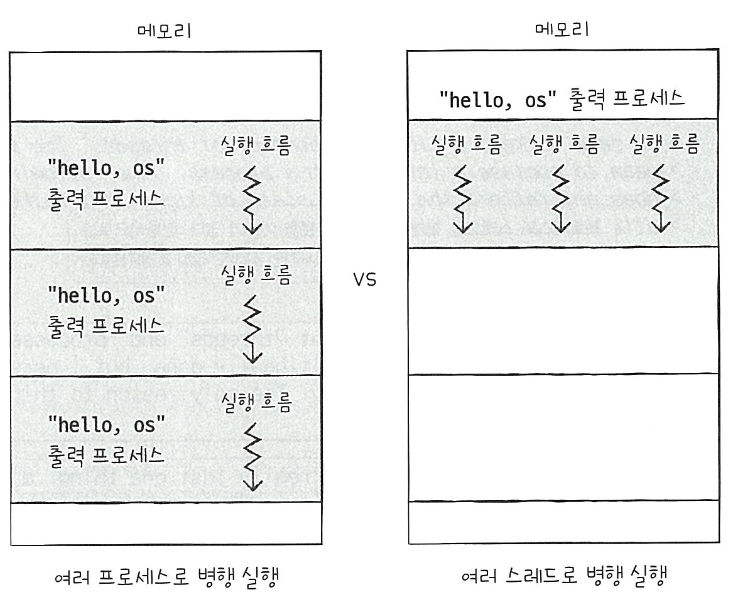 메모리
"hello, os"
출력 프로세스
실행 흐름
"hello, os"
출력 프로세스
실행 흐름
"hello, os"
출력 프로세스
실행 흐름
여러 프로세스로 병행 실행
vs
메모리
"hello, os" 출력 프로세스
실행 흐름 실행 흐름 실행 흐름
여러 스레드로 병행 실행